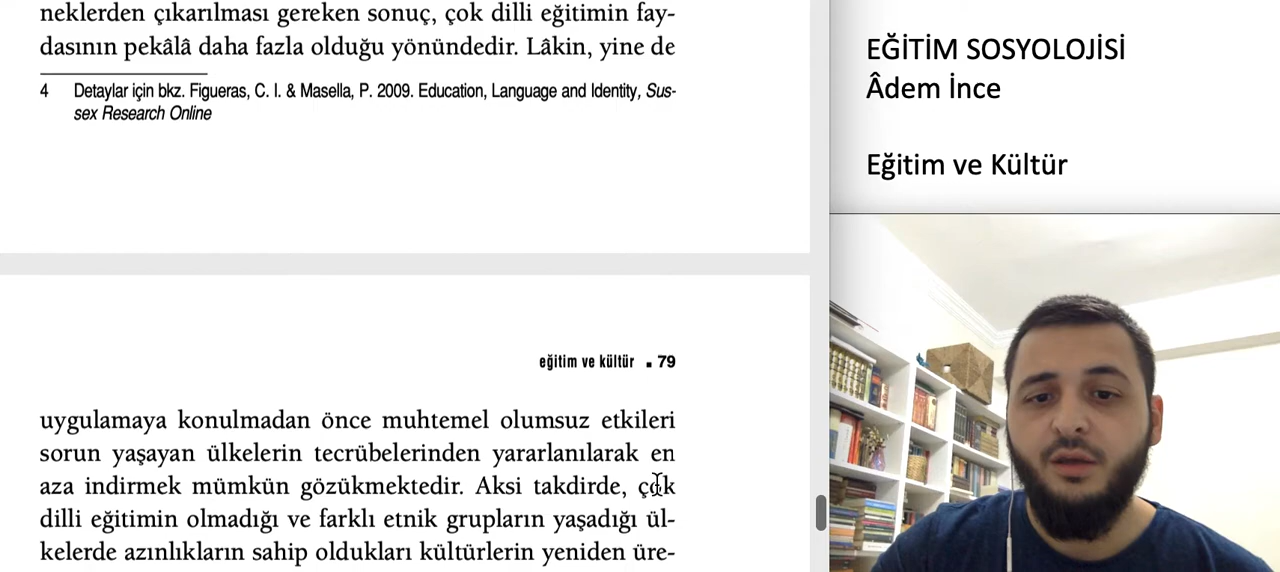 neklerden çıkarılması gereken sonuç, çok dilli eğitimin fay-
dasının pekâlâ daha fazla olduğu yönündedir. Lâkin, yine de
4 Detaylar için bkz. Figueras, C. I. & Masella, P. 2009. Education, Language and Identity, Sus-
sex Research Online
eğitim ve kültür ▪ 79
uygulamaya konulmadan önce muhtemel olumsuz etkileri
sorun yaşayan ülkelerin tecrübelerinden yararlanılarak en
aza indirmek mümkün gözükmektedir. Aksi takdirde, çok
dilli eğitimin olmadığı ve farklı etnik grupların yaşadığı ül-
kelerde azınlıkların sahip oldukları kültürlerin yeniden üre-
EĞİTİM SOSYOLOJİSİ
Âdem İnce
Eğitim ve Kültür